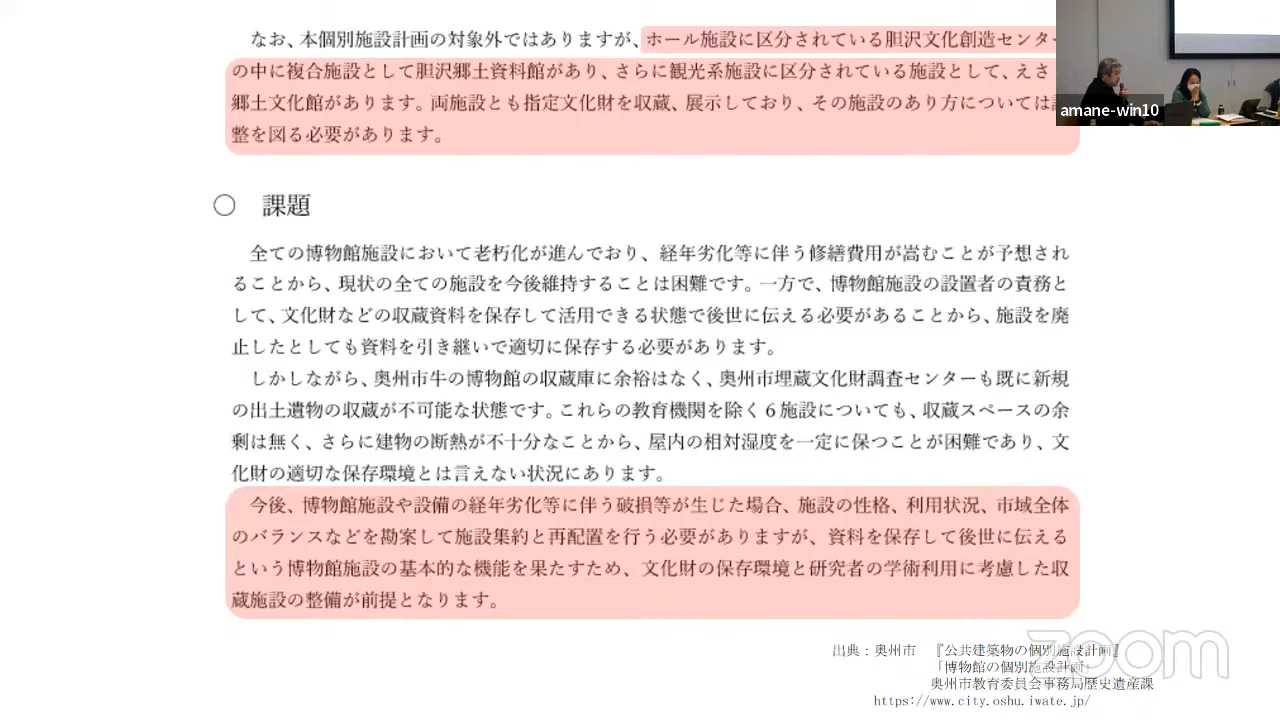 なお、本個別施設計画の対象外ではありますが、ホール施設に区分されている胆沢文化創造センター
の中に複合施設として胆沢郷土資料館があり、さらに観光系施設に区分されている施設として、えさ
郷土文化館があります。両施設とも指定文化財を収蔵、展示しており、その施設のあり方については
整を図る必要があります。
○ 課題
全ての博物館施設において老朽化が進んでおり、経年劣化等に伴う修繕費用が嵩むことが予想され
ることから、現状の全ての施設を今後維持することは困難です。一方で、博物館施設の設置者の責務と
して、文化財などの収蔵資料を保存して活用できる状態で後世に伝える必要があることから、施設を廃
止したとしても資料を引き継いで適切に保存する必要があります。
しかしながら、奥州市牛の博物館の収蔵庫に余裕はなく、奥州市埋蔵文化財調査センターも既に新規
の出土遺物の収蔵が不可能な状態です。これらの教育機関を除く6施設についても、収蔵スペースの余
剰は無く、さらに建物の断熱が不十分なことから、屋内の相対湿度を一定に保つことが困難であり、文
化財の適切な保存環境とは言えない状況にあります。
今後、博物館施設や設備の経年劣化等に伴う破損等が生じた場合、施設の性格、利用状況、市域全体
のバランスなどを勘案して施設集約と再配置を行う必要がありますが、資料を保存して後世に伝える
という博物館施設の基本的な機能を果たすため、文化財の保存環境と研究者の学術利用に考慮した収
蔵施設の整備が前提となります。
出典:奥州市 『公共建築物の個別施設計画』
「博物館の個別施設計画」
奥州市教育委員会事務局歴史遺産課
https://www.city.oshu.iwate.jp/
amane-win10
zoom